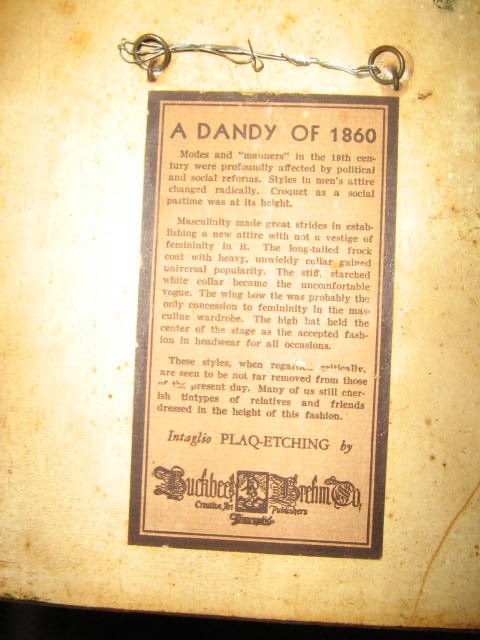 A DANDY OF 1860
Modes and "manners" in the 19th cen-
tury were profoundly affected by political
and social reforms. Styles in men's attire
changed radically. Croquet as a social
pastime was at its height.
Masculinity made great strides in estab-
lishing a new attire with not a vestige of
femininity in it. The long-tailed frock
coat with heavy, unwieldy collar gained
universal popularity. The stiff, starched
white collar became the uncomfortable
vogue. The wing bow tie was probably the
only concession to femininity in the mas-
culine wardrobe. The high hat held the
center of the stage as the accepted fash-
ion in headwear for all occasions.
These styles, when regarded critically,
are seen to be not far removed from those
of the present day. Many of us still cher-
ish tintypes of relatives and friends
dressed in the height of this fashion.
Intaglio PLAQ-ETCHING by
Buckbee Brehm Co.
Creative Art Publishers